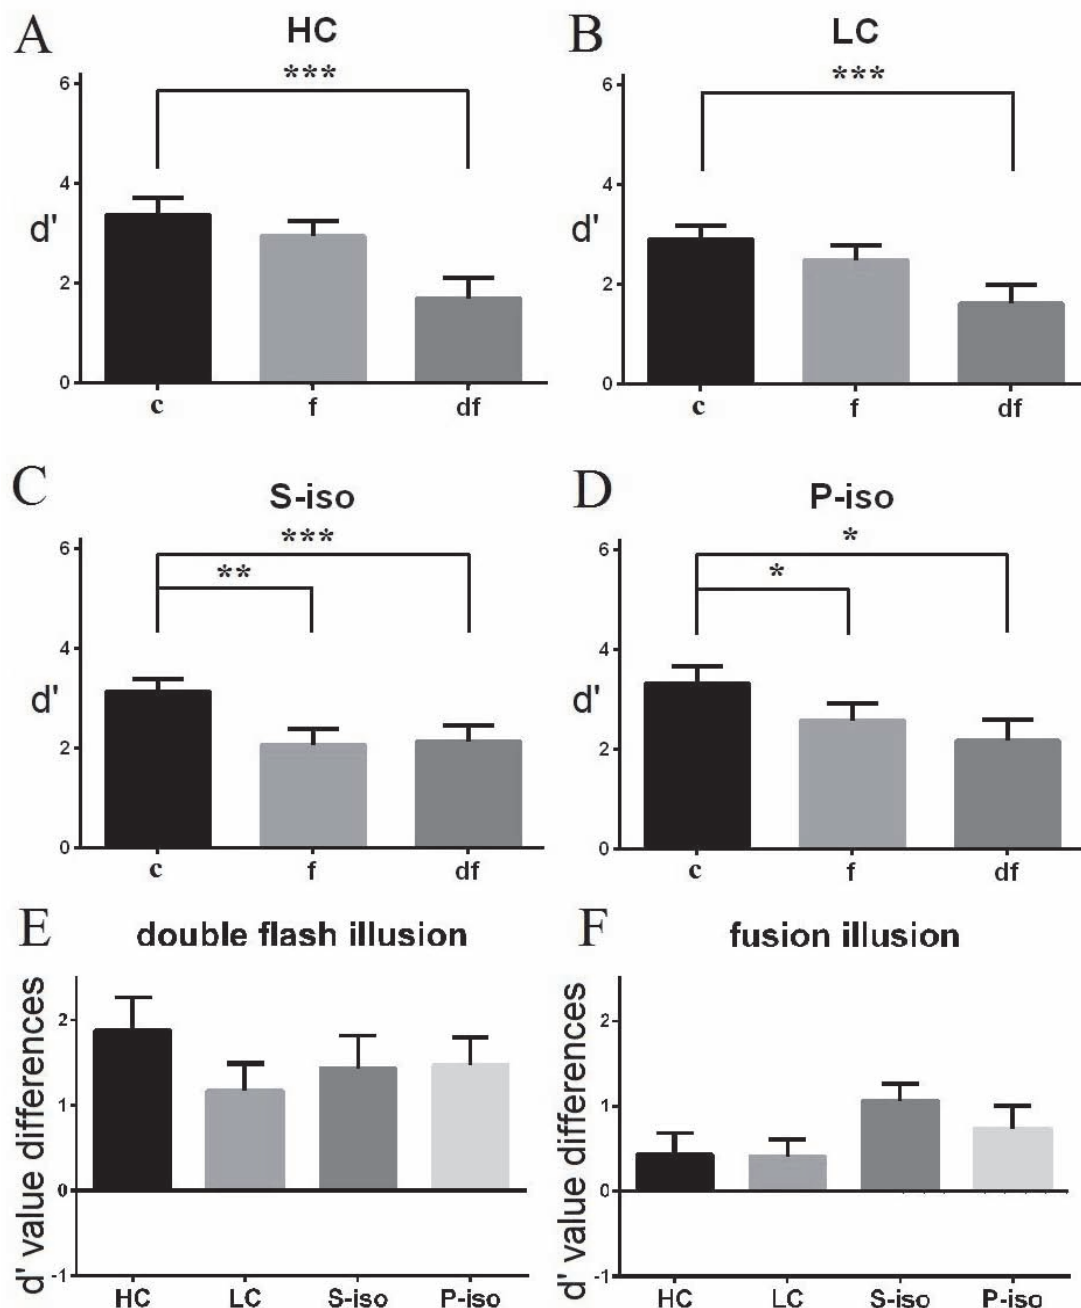 A
HC
***
6
4
d'
2
0
c f df
B
LC
***
6
4
2
0
c f df
C
S-iso
***
**
6
4
d'
2
0
c f df
D
P-iso
*
*
6
4
2
0
c f df
E
double flash illusion
d' value differences
2
1
0
-1
HC LC S-iso P-iso
F
fusion illusion
d' value differences
2
1
0
-1
HC LC S-iso P-iso